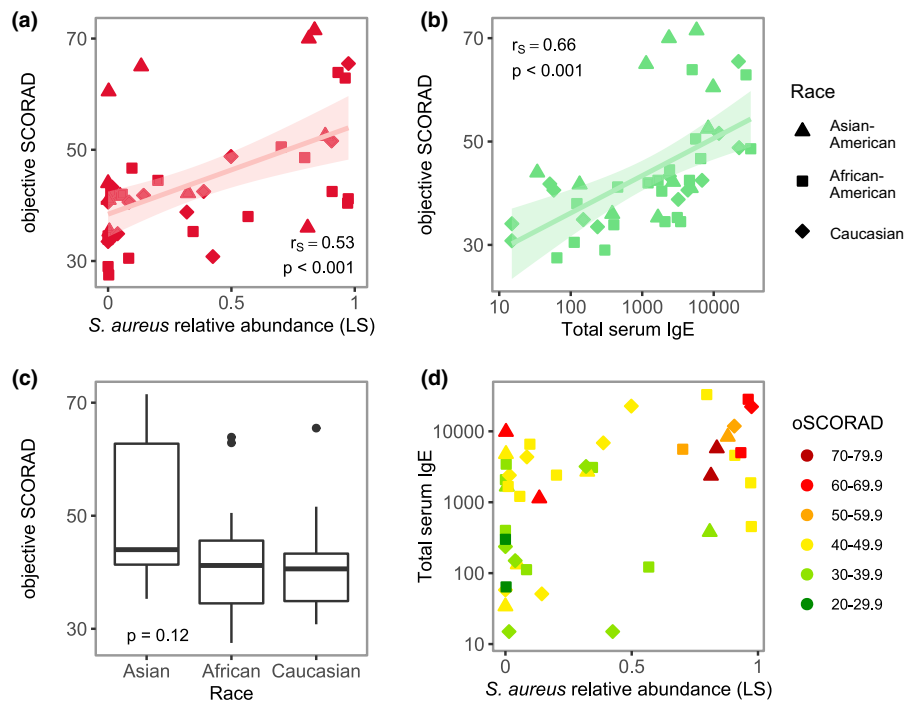 (a)
objective SCORAD
70
50
30
r_S = 0.53
p < 0.001
0
0.5
1
S. aureus relative abundance (LS)
(b)
objective SCORAD
70
50
30
r_S = 0.66
p < 0.001
10
100
1000
10000
Total serum IgE
Race
Asian-
American
African-
American
Caucasian
(c)
objective SCORAD
70
50
30
p = 0.12
Asian
African
Caucasian
Race
(d)
Total serum IgE
10000
1000
100
10
0
0.5
1
S. aureus relative abundance (LS)
oSCORAD
70-79.9
60-69.9
50-59.9
40-49.9
30-39.9
20-29.9